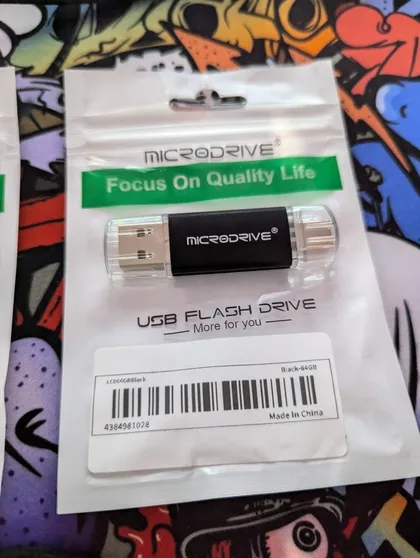 MICRODRIVE®
Focus On Quality Life
MICRODRIVE®
USB FLASH DRIVE
More for you
Black-64GB
4384981028
Made in China